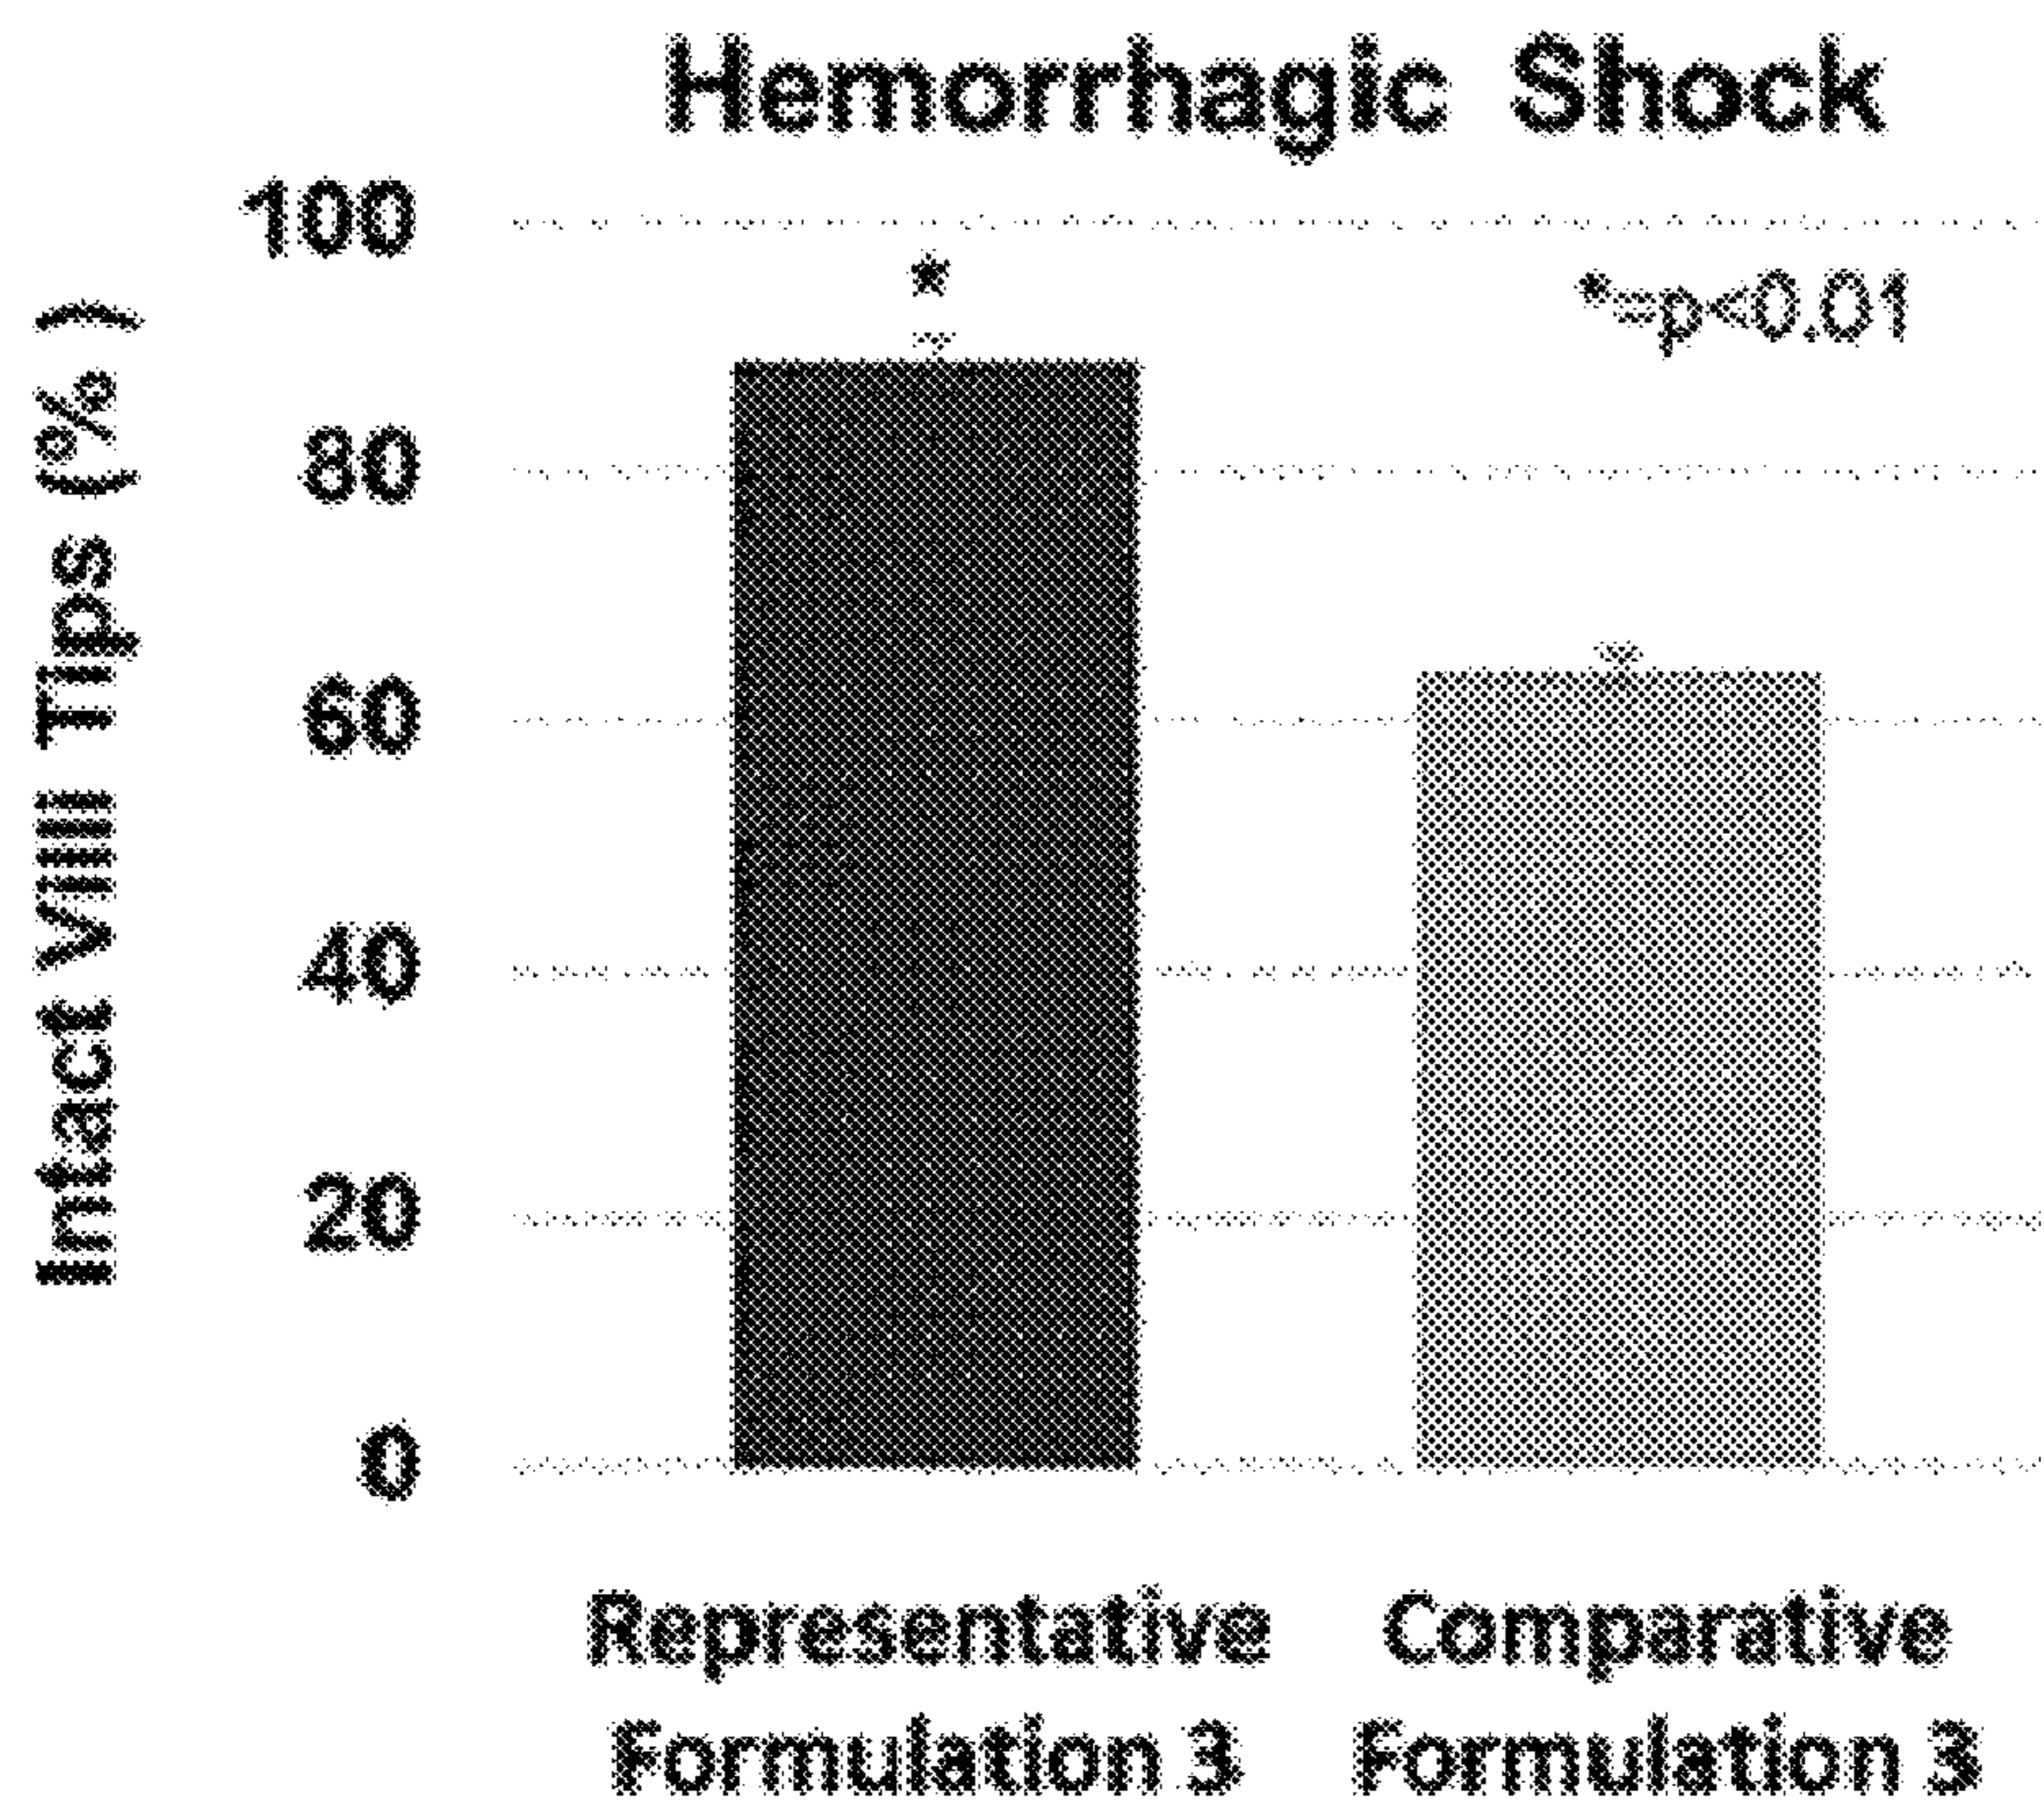 Hemorrhagic Shock
Intact Villi Tips (%)
100
80
60
40
20
0
*
*=p<0.01
Representative
Formulation 3
Comparative
Formulation 3